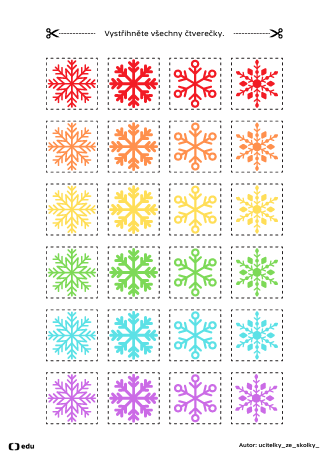 Vystřihněte všechny čtverečky.
edu
Autor: ucitelky_ze_skolky_